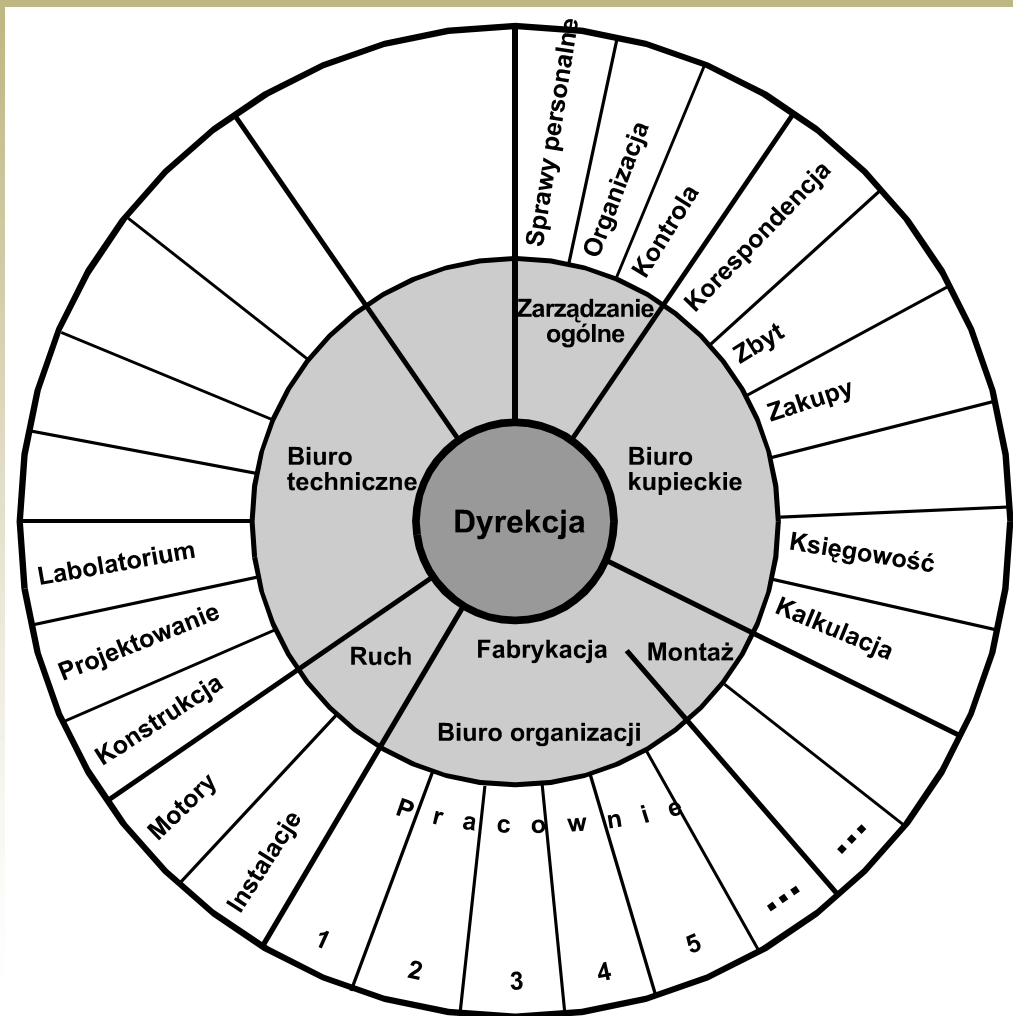 Sprawy personalne
Organizacja
Kontrola
Korespondencja
Zbyt
Zakupy
Księgowość
Kalkulacja
Zarządzanie
ogólne
Biuro
techniczne
Biuro
kupieckie
Dyrekcja
Labolatorium
Projektowanie
Konstrukcja
Motory
Instalacje
Ruch
Fabrykacja
Montaż
Biuro organizacji
P r a c o w n i e
1
2
3
4
5
...
...